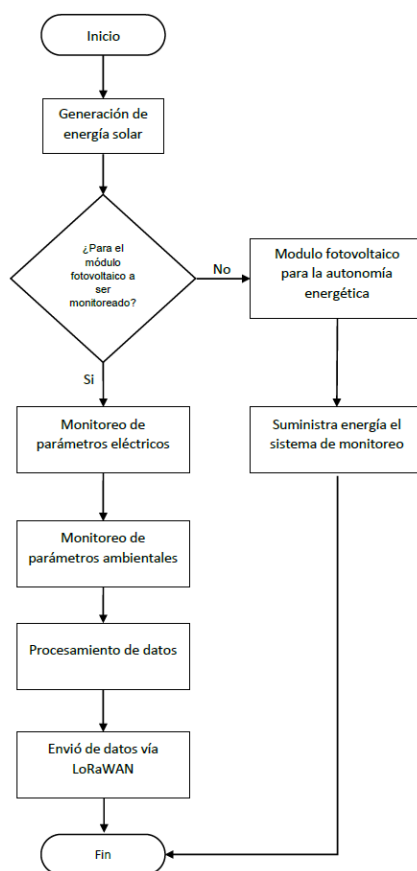 Inicio
Generación de
energía solar
¿Para el
módulo
fotovoltaico a
ser
monitoreado?
No
Modulo fotovoltaico
para la autonomía
energética
Si
Monitoreo de
parámetros eléctricos
Suministra energía el
sistema de monitoreo
Monitoreo de
parámetros ambientales
Procesamiento de datos
Envió de datos vía
LoRaWAN
Fin